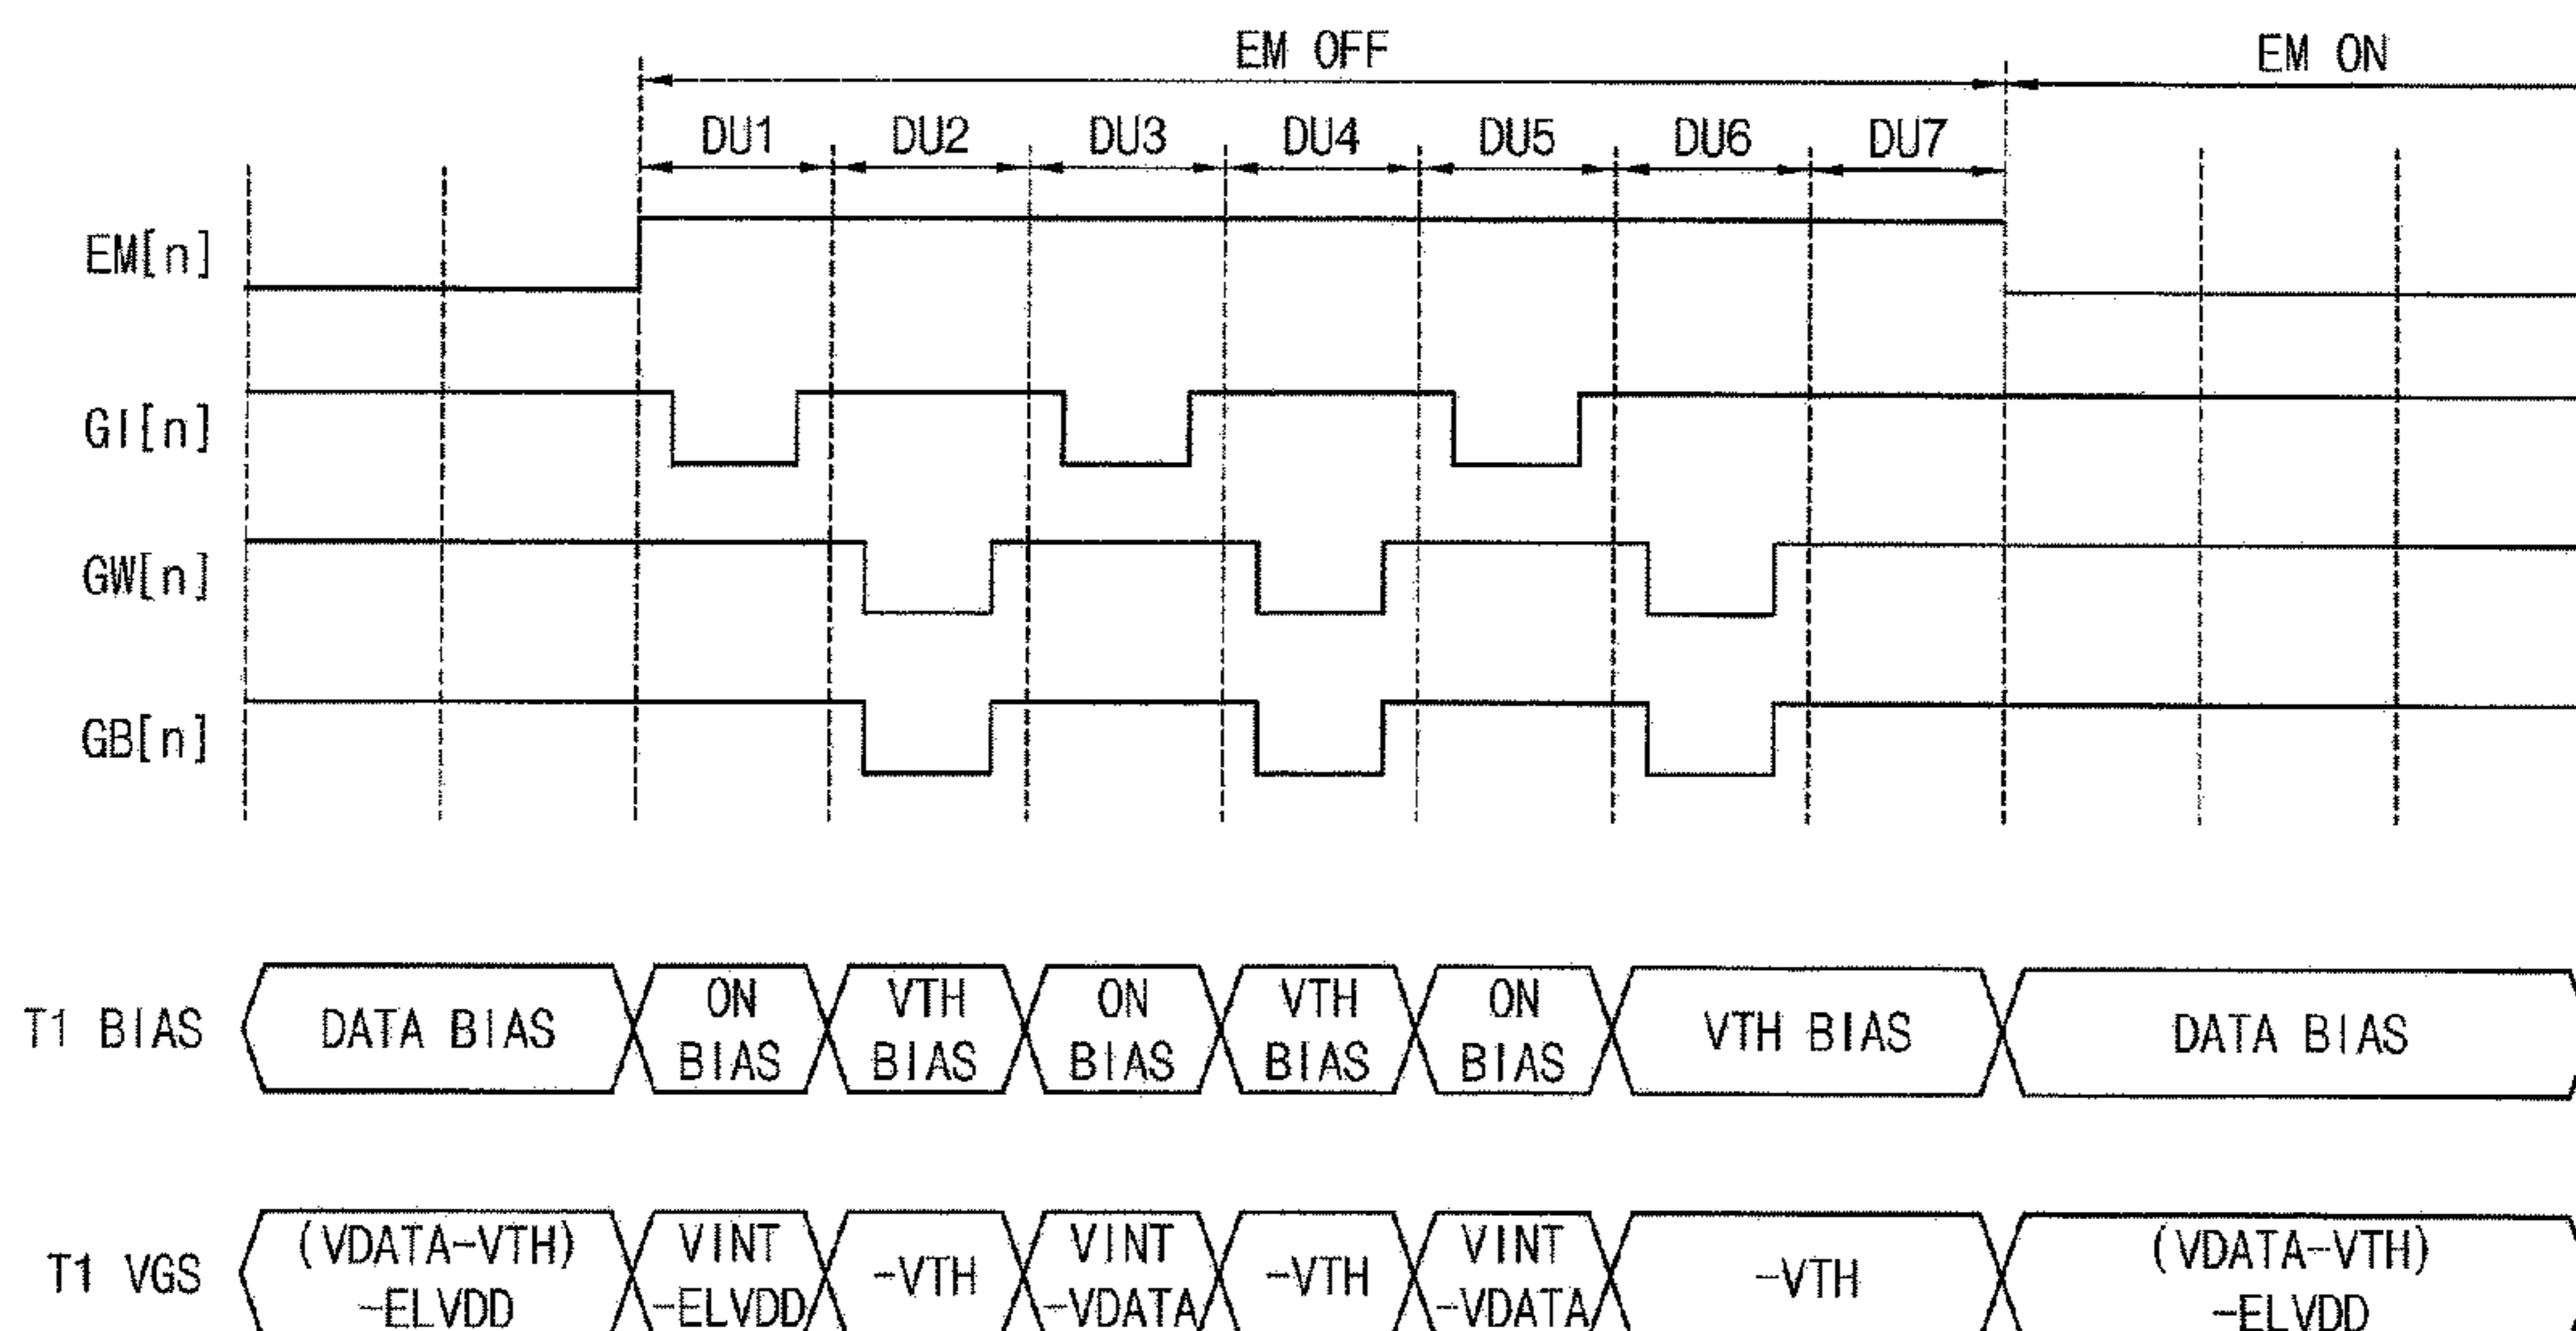 EM OFF EM ON
DU1 DU2 DU3 DU4 DU5 DU6 DU7
EM[n]
GI[n]
GW[n]
GB[n]
T1 BIAS DATA BIAS ON BIAS VTH BIAS ON BIAS VTH BIAS ON BIAS VTH BIAS DATA BIAS
T1 VGS (VDATA-VTH) -ELVDD VINT -ELVDD -VTH VINT -VDATA -VTH VINT -VDATA -VTH (VDATA-VTH) -ELVDD